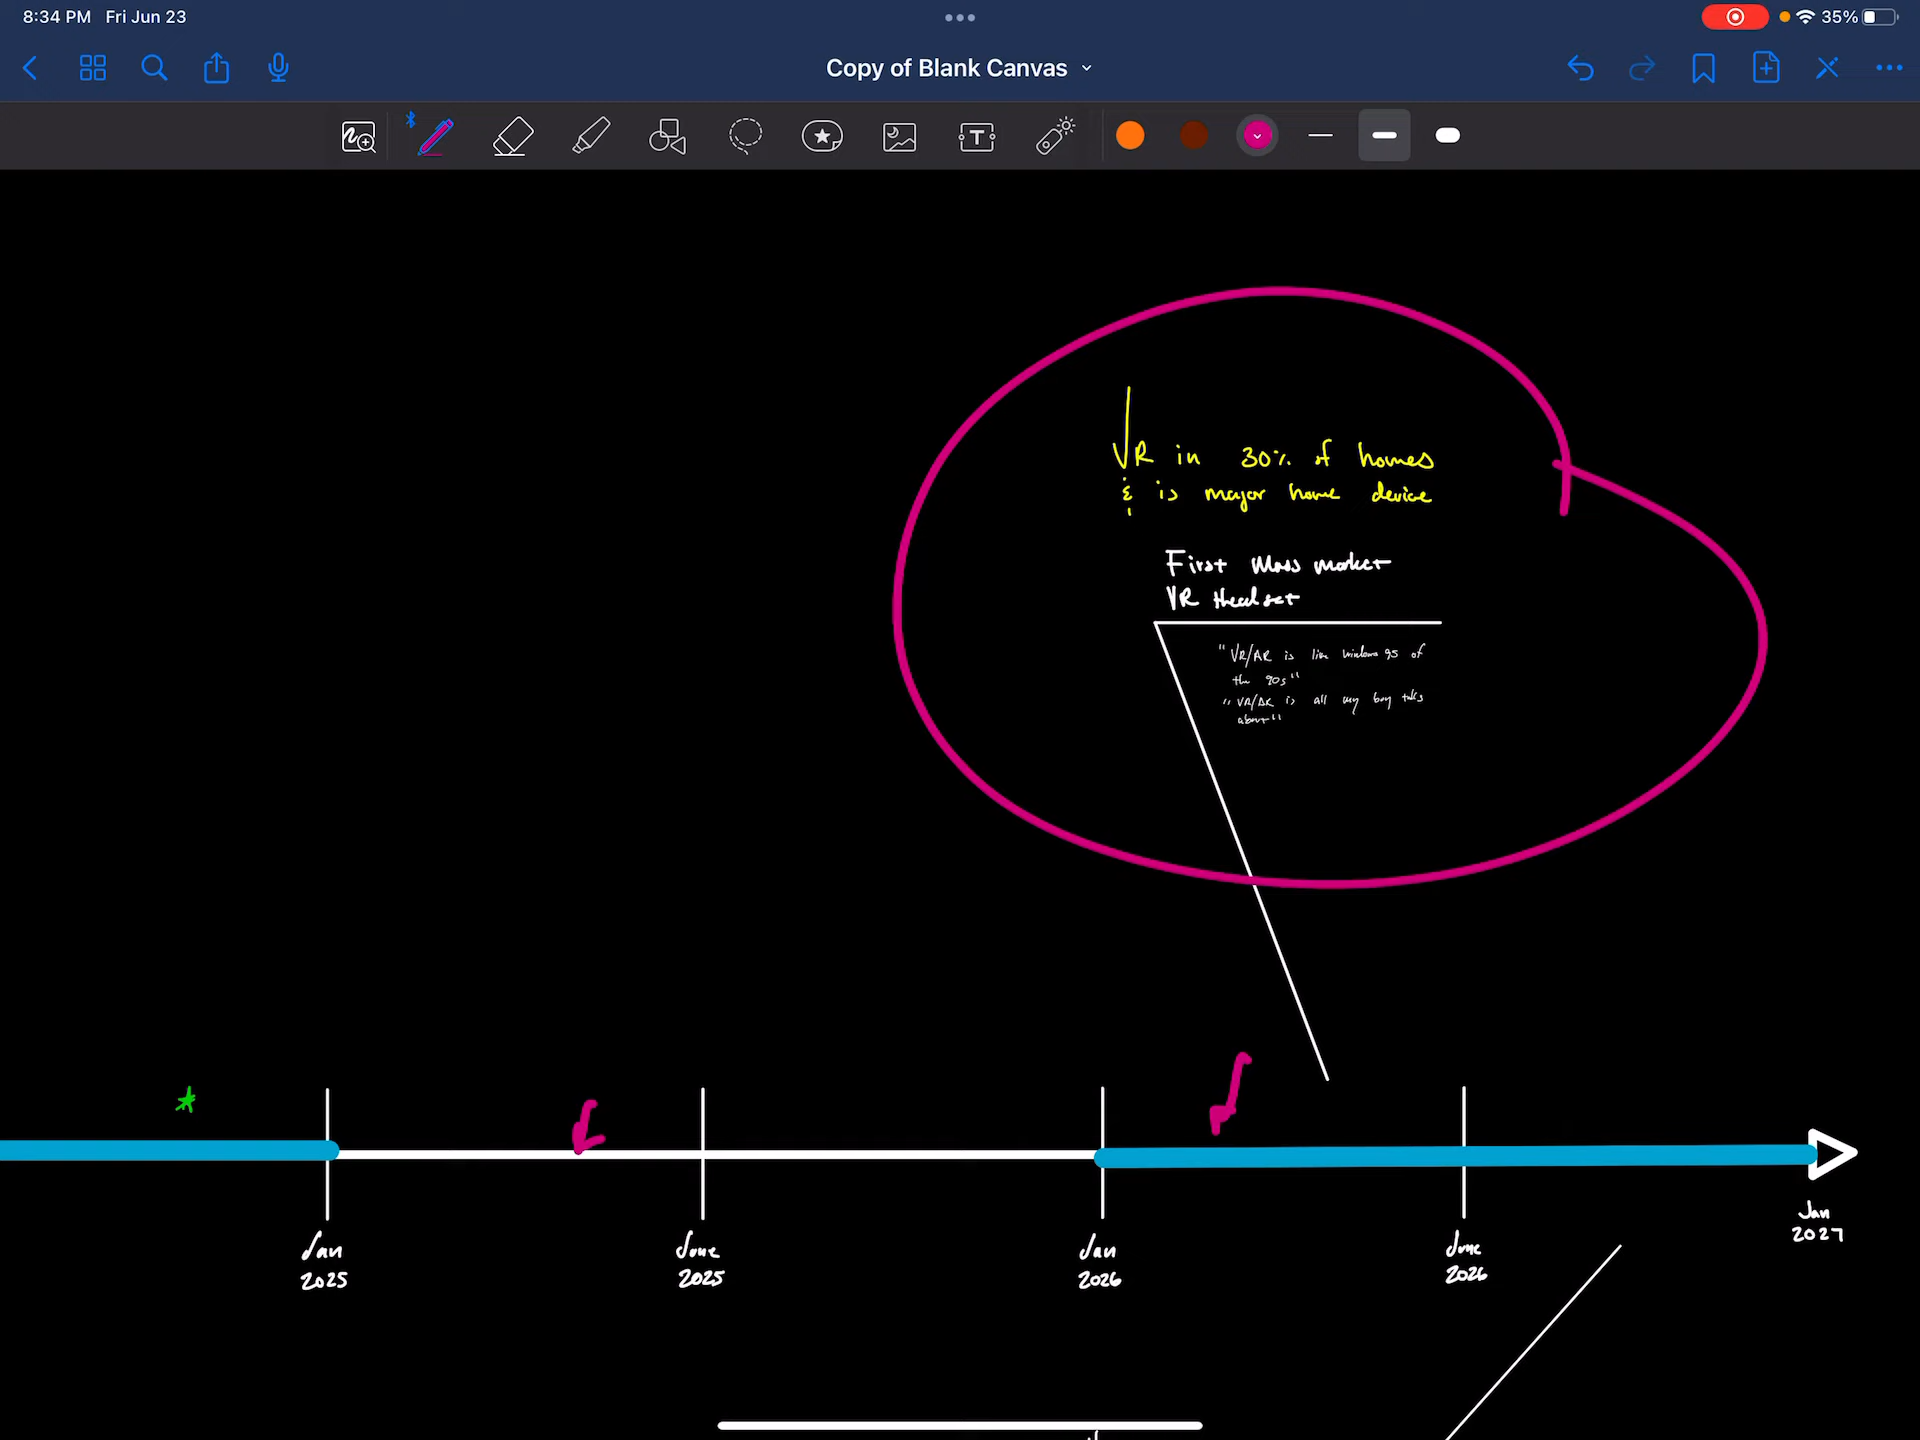 8:34 PM Fri Jun 23
35%
Copy of Blank Canvas
T
VR in 30% of homes
& is major home device
First Mass market
VR Headset
"VR/AR is like windows 95 of
the 90s"
"VR/AR is all my boy talks
about"
Jan
2025
June
2025
Jan
2026
June
2026
Jan
2027